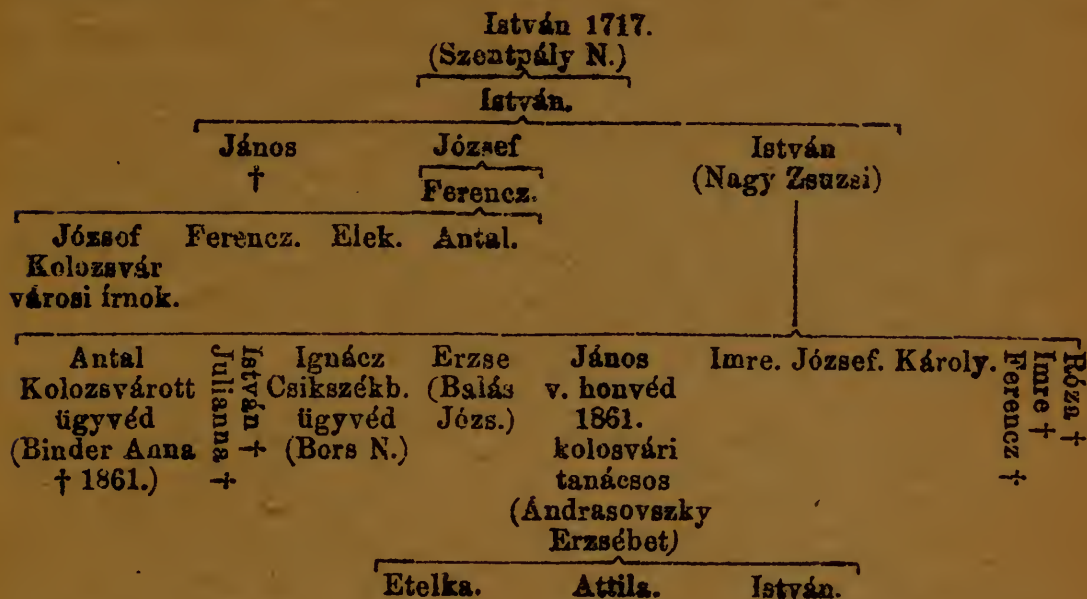 István 1717.
(Szentpály N.)
István.
János József István
† (Nagy Zsuzsi)
Ferencz.
József Ferencz. Elek. Antal.
Kolozsvár
városi írnok.
Antal
Kolozsvárott
ügyvéd
(Binder Anna
† 1861.)
István †
Julianna †
Ignácz
Csikszékb.
ügyvéd
(Bors N.)
Erzse
(Balás
Józs.)
János
v. honvéd
1861.
kolosvári
tanácsos
(Ándrasovszky
Erzsébet)
Imre. József. Károly.
Róza †
Imre †
Ferencz †
Etelka. Attila. István.